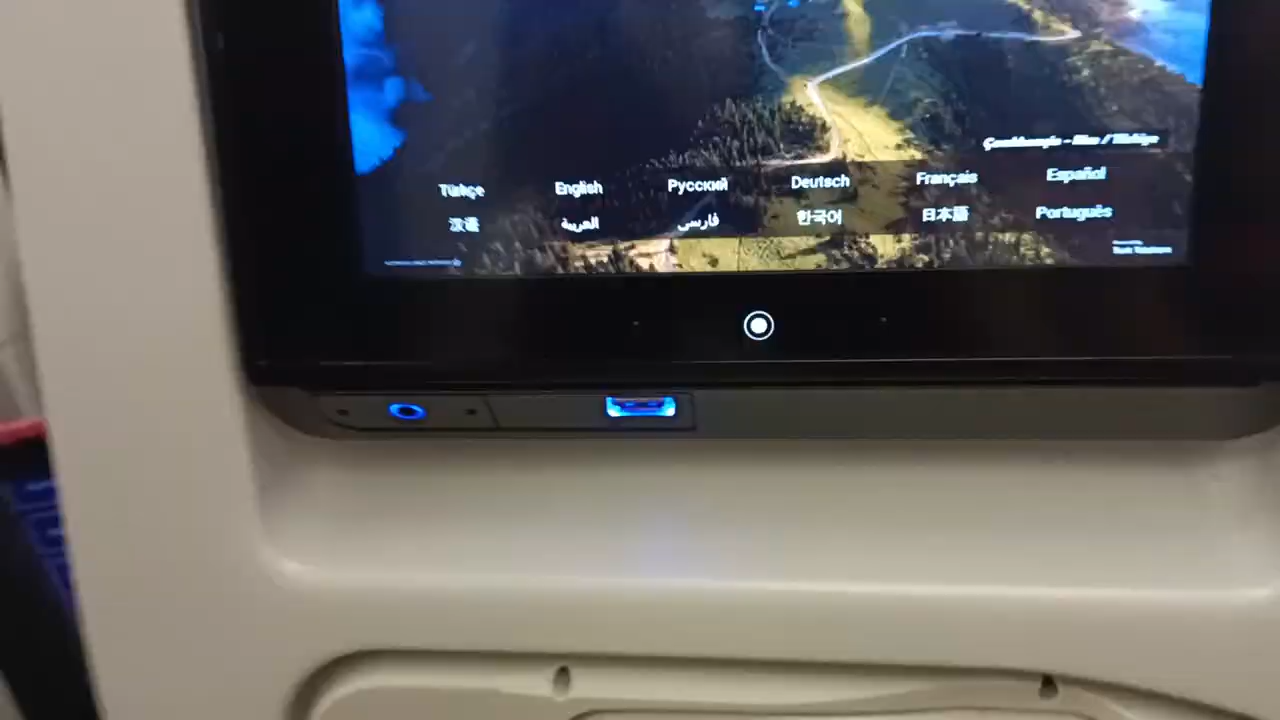 Türkçe English Русский Deutsch Français Español
汉语 العربية فارسی 한국어 日本語 Português